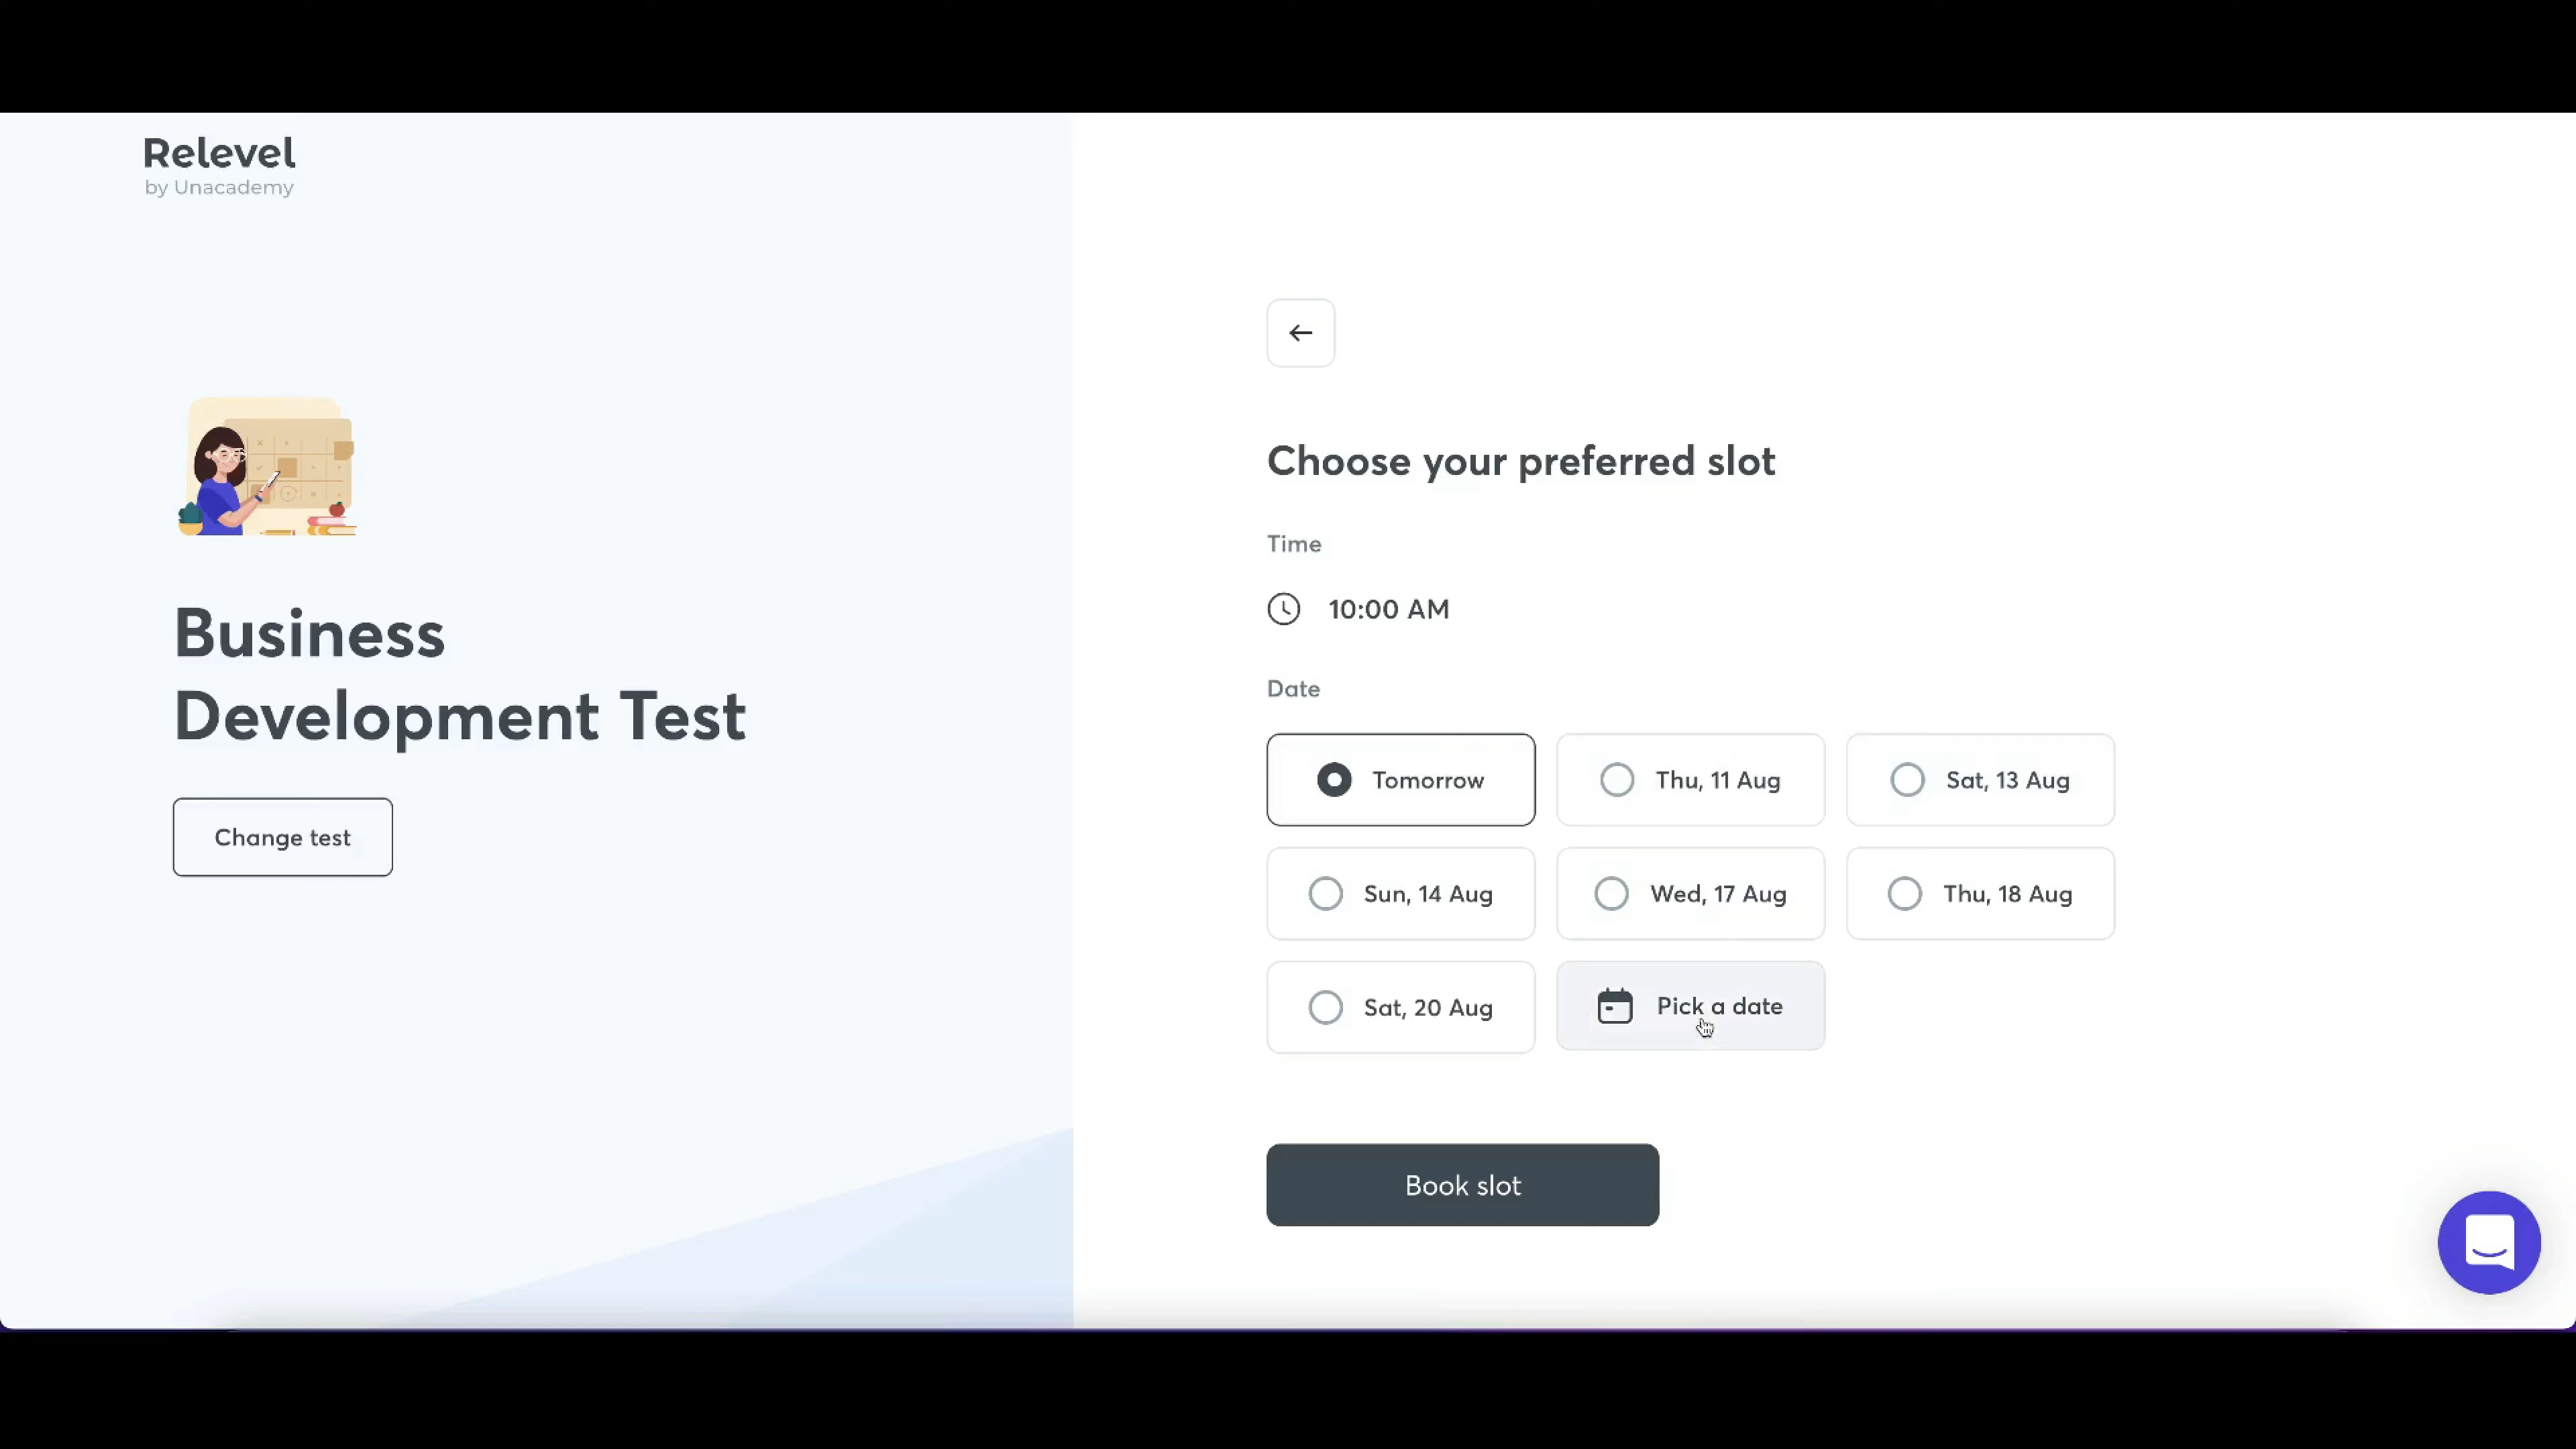 Relevel
by Unacademy
Business
Development Test
Change test
Choose your preferred slot
Time
10:00 AM
Date
Tomorrow
Thu, 11 Aug
Sat, 13 Aug
Sun, 14 Aug
Wed, 17 Aug
Thu, 18 Aug
Sat, 20 Aug
Pick a date
Book slot